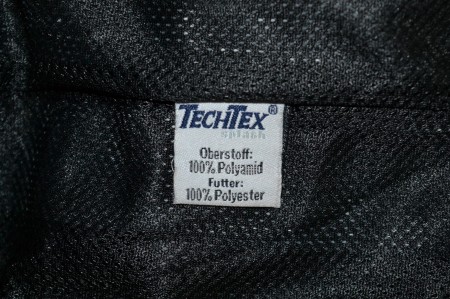 TECHTEX®
splash
Oberstoff:
100% Polyamid
Futter:
100% Polyester